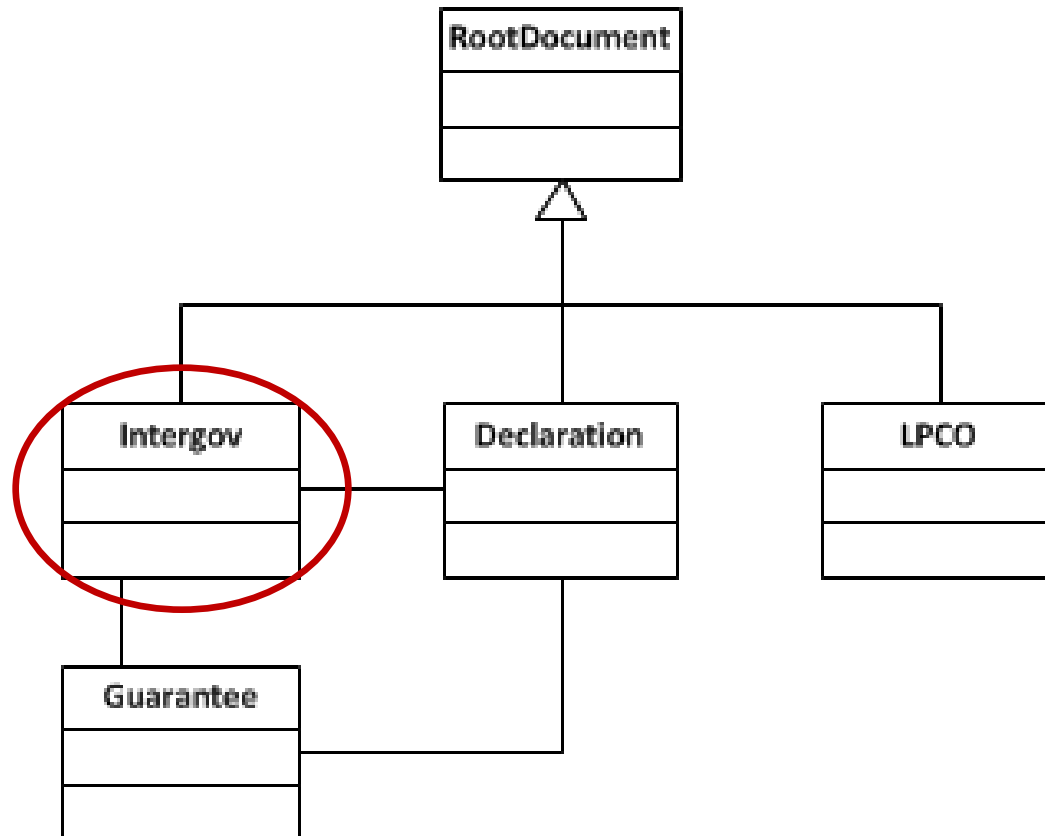 RootDocument
Intergov
Declaration
LPCO
Guarantee